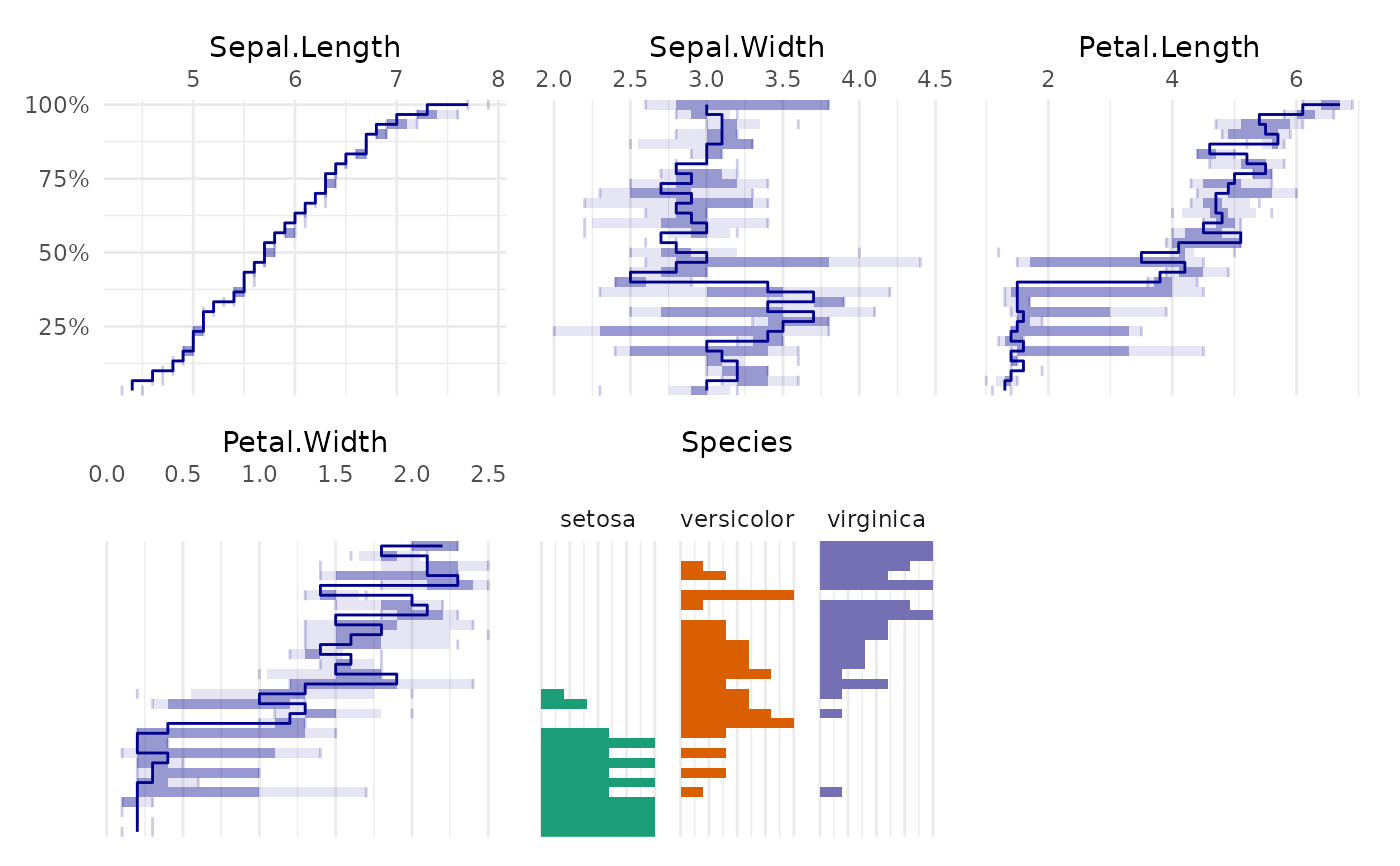 Sepal.Length Sepal.Width Petal.Length
5 6 7 8 2.0 2.5 3.0 3.5 4.0 4.5 2 4 6
100%
75%
50%
25%
Petal.Width Species
0.0 0.5 1.0 1.5 2.0 2.5
setosa versicolor virginica